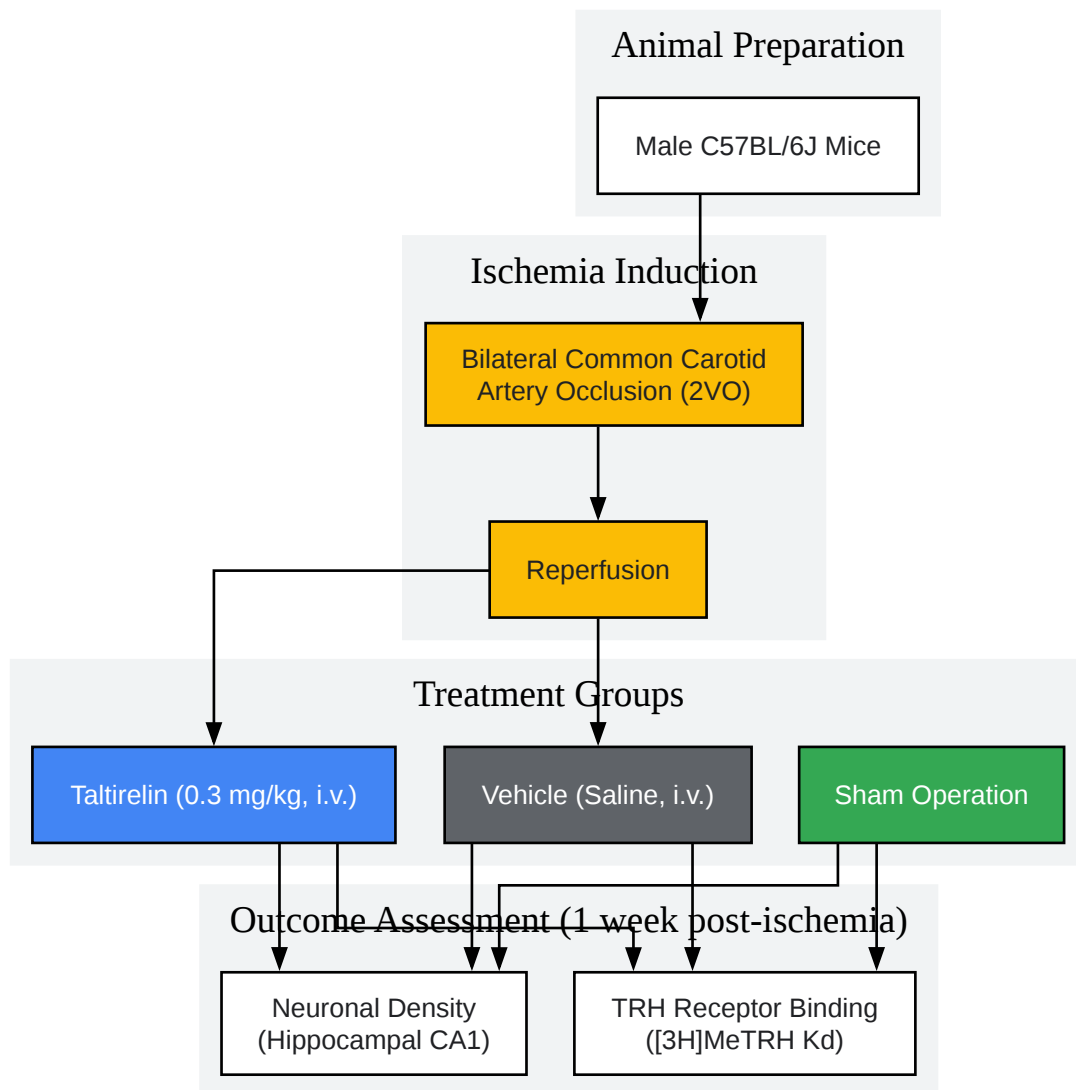 Animal Preparation
Male C57BL/6J Mice
Ischemia Induction
Bilateral Common Carotid
Artery Occlusion (2VO)
Reperfusion
Treatment Groups
Taltirelin (0.3 mg/kg, i.v.)
Vehicle (Saline, i.v.)
Sham Operation
Outcome Assessment (1 week post-ischemia)
Neuronal Density
(Hippocampal CA1)
TRH Receptor Binding
([3H]MeTRH Kd)